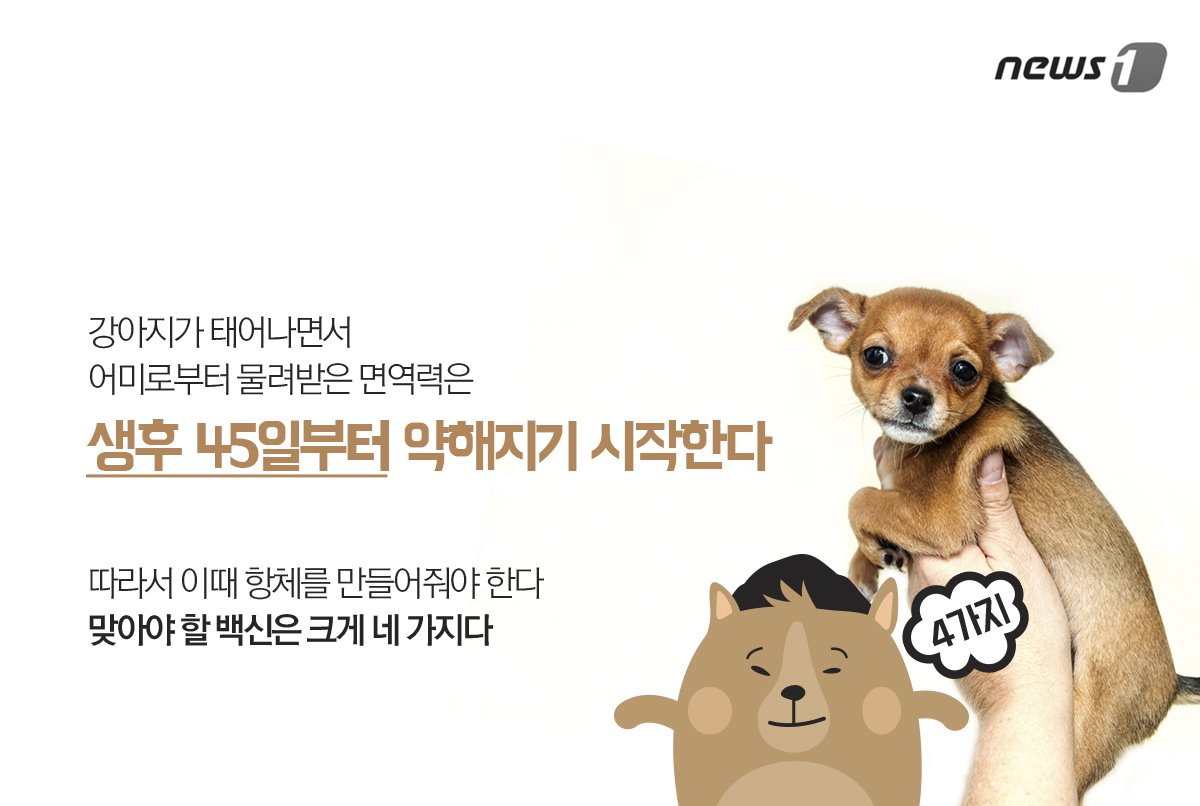 news1
강아지가 태어나면서
어미로부터 물려받은 면역력은
생후 45일부터 약해지기 시작한다
따라서 이때 항체를 만들어줘야 한다
맞아야 할 백신은 크게 네 가지다
4가지